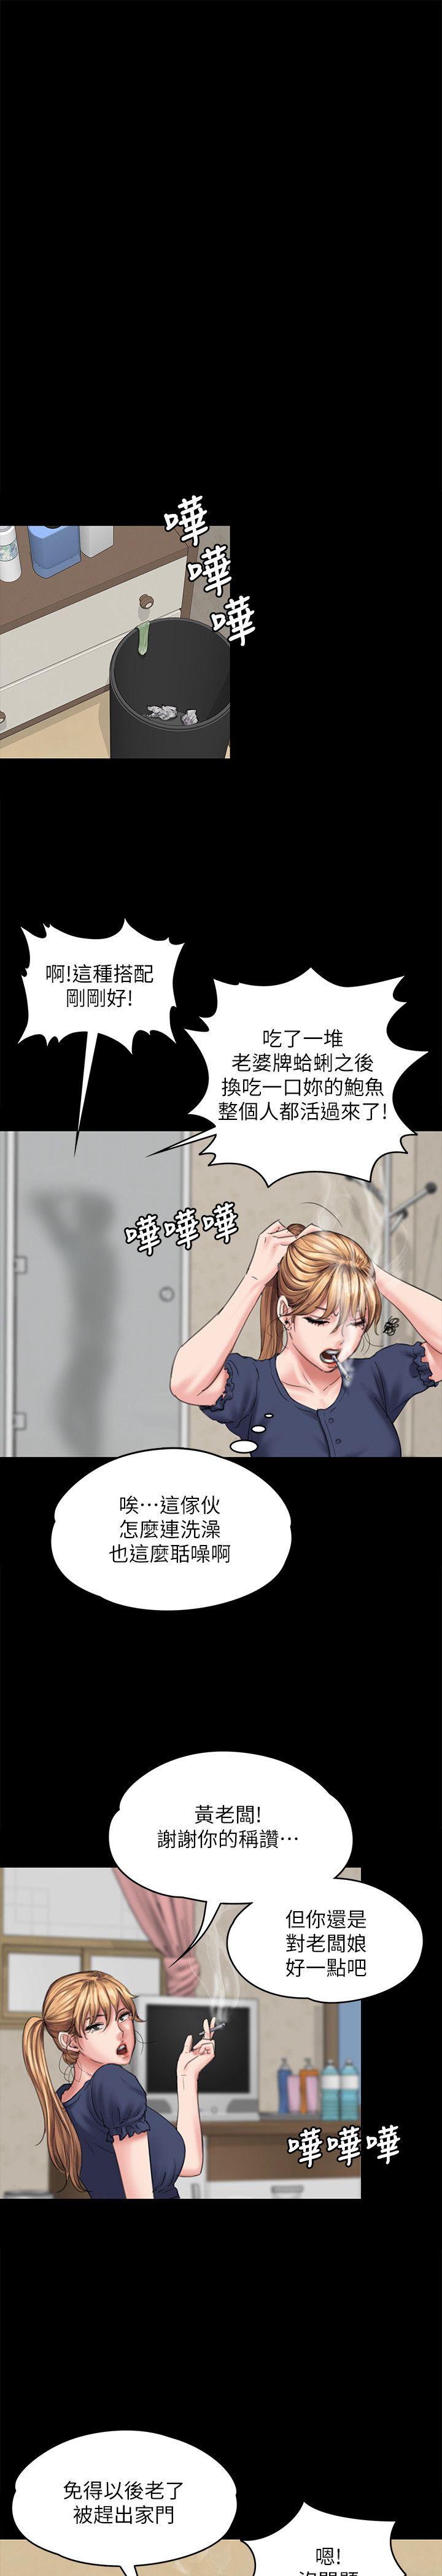 嘩
嘩
嘩
啊!這種搭配
剛剛好!
吃了一堆
老婆牌蛤蜊之後
換吃一口妳的鮑魚
整個人都活過來了!
嘩嘩嘩
唉…這傢伙
怎麼連洗澡
也這麼聒噪啊
黃老闆!
謝謝你的稱讚…
但你還是
對老闆娘
好一點吧
嘩嘩嘩
免得以後老了
被趕出家門
嗯!